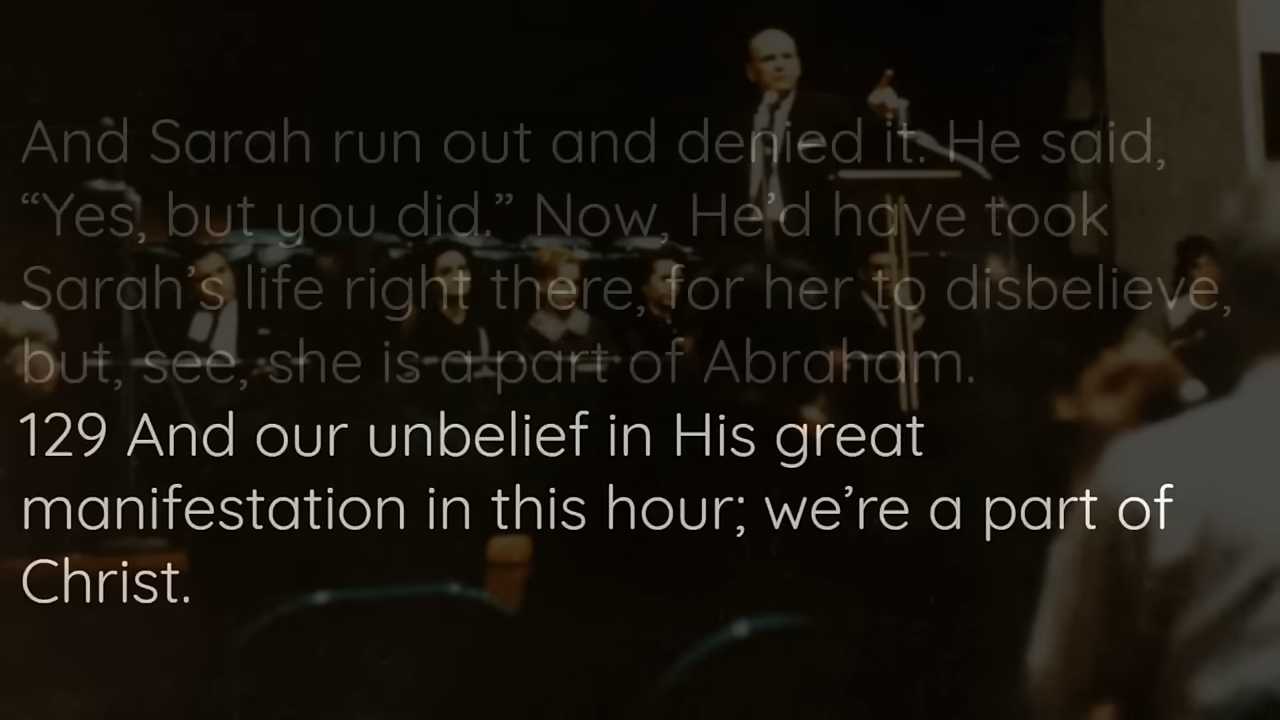 And Sarah run out and denied it. He said,
“Yes, but you did.” Now, He’d have took
Sarah’s life right there, for her to disbelieve,
but, see, she is a part of Abraham.
129 And our unbelief in His great
manifestation in this hour; we’re a part of
Christ.